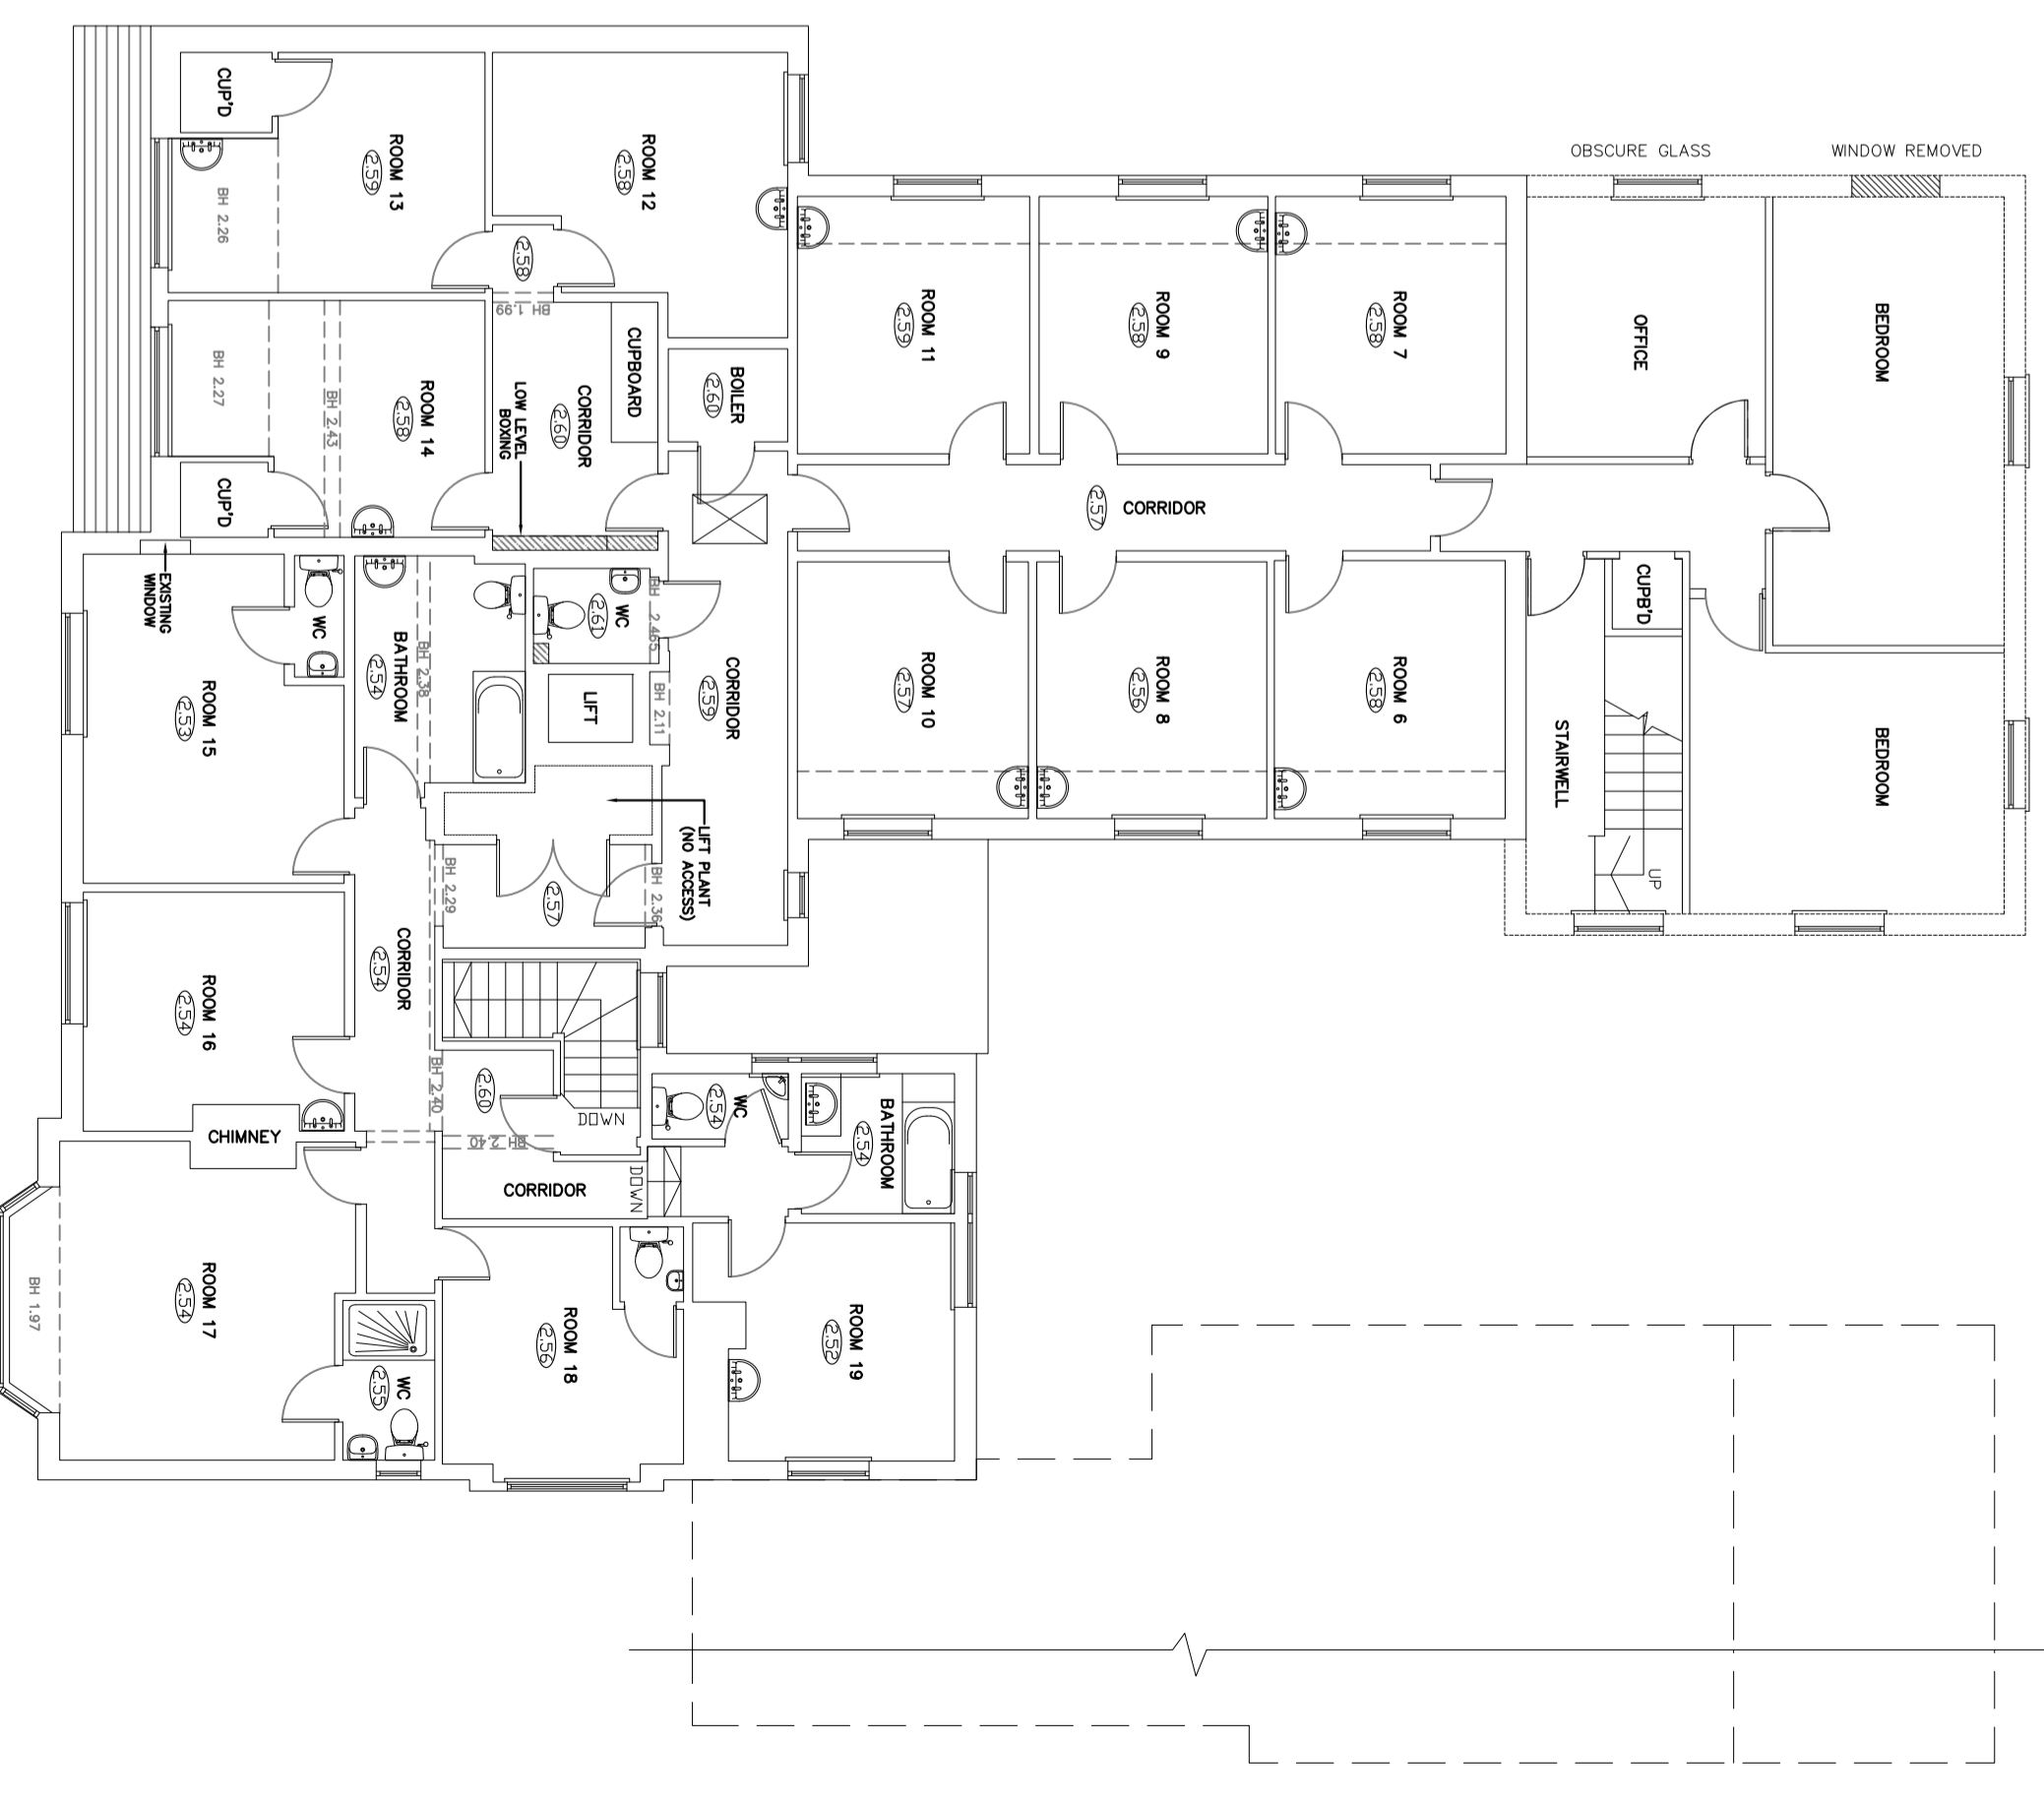 OBSCURE GLASS
WINDOW REMOVED
CUP'D
ROOM 13
2.59
BH 2.26
ROOM 12
2.58
2.58
BH 1.99
ROOM 11
2.59
ROOM 9
2.58
ROOM 7
2.58
OFFICE
BEDROOM
BH 2.27
BH 2.43
ROOM 14
2.58
CUP'D
CUPBOARD
CORRIDOR
2.60
LOW LEVEL
BOXING
BOILER
2.60
CORRIDOR
2.57
EXISTING
WINDOW
WC
ROOM 15
2.53
BATHROOM
2.54
BH 2.38
WC
2.61
BH 2.465
LIFT
BH 2.11
CORRIDOR
2.59
ROOM 10
2.57
ROOM 8
2.56
ROOM 6
2.58
CUPB'D
STAIRWELL
UP
BEDROOM
LIFT PLANT
(NO ACCESS)
BH 2.29
2.57
BH 2.36
CORRIDOR
2.54
ROOM 16
2.54
BH 2.40
2.60
DOWN
BH 2.40
WC
2.54
BATHROOM
2.54
CHIMNEY
CORRIDOR
DOWN
ROOM 17
2.54
BH 1.97
WC
2.55
ROOM 18
2.56
ROOM 19
2.52